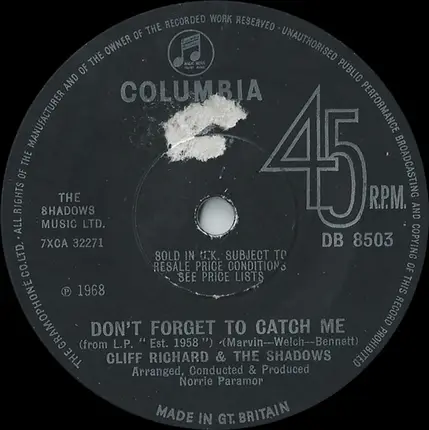 THE GRAMOPHONE CO. LTD. · ALL RIGHTS OF THE MANUFACTURER AND OF THE OWNER OF THE RECORDED WORK RESERVED · UNAUTHORISED PUBLIC PERFORMANCE BROADCASTING AND COPYING OF THIS RECORD PROHIBITED
COLUMBIA
45
R.P.M.
THE
SHADOWS
MUSIC LTD.
7XCA 32271
DB 8503
SOLD IN U.K. SUBJECT TO
RESALE PRICE CONDITIONS
SEE PRICE LISTS
℗ 1968
DON'T FORGET TO CATCH ME
(from L.P. " Est. 1958 ") (Marvin—Welch—Bennett)
CLIFF RICHARD & THE SHADOWS
Arranged, Conducted & Produced
Norrie Paramor
MADE IN GT. BRITAIN